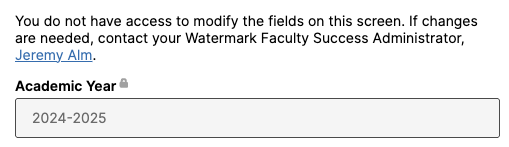 You do not have access to modify the fields on this screen. If changes
are needed, contact your Watermark Faculty Success Administrator,
Jeremy Alm.
Academic Year
2024-2025